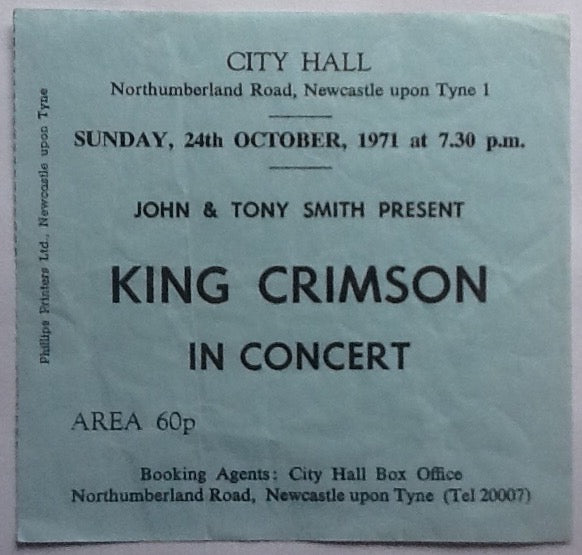 CITY HALL
Northumberland Road, Newcastle upon Tyne 1
SUNDAY, 24th OCTOBER, 1971 at 7.30 p.m.
JOHN & TONY SMITH PRESENT
KING CRIMSON
IN CONCERT
AREA 60p
Booking Agents: City Hall Box Office
Northumberland Road, Newcastle upon Tyne (Tel 20007)
Phillips Printers Ltd., Newcastle upon Tyne